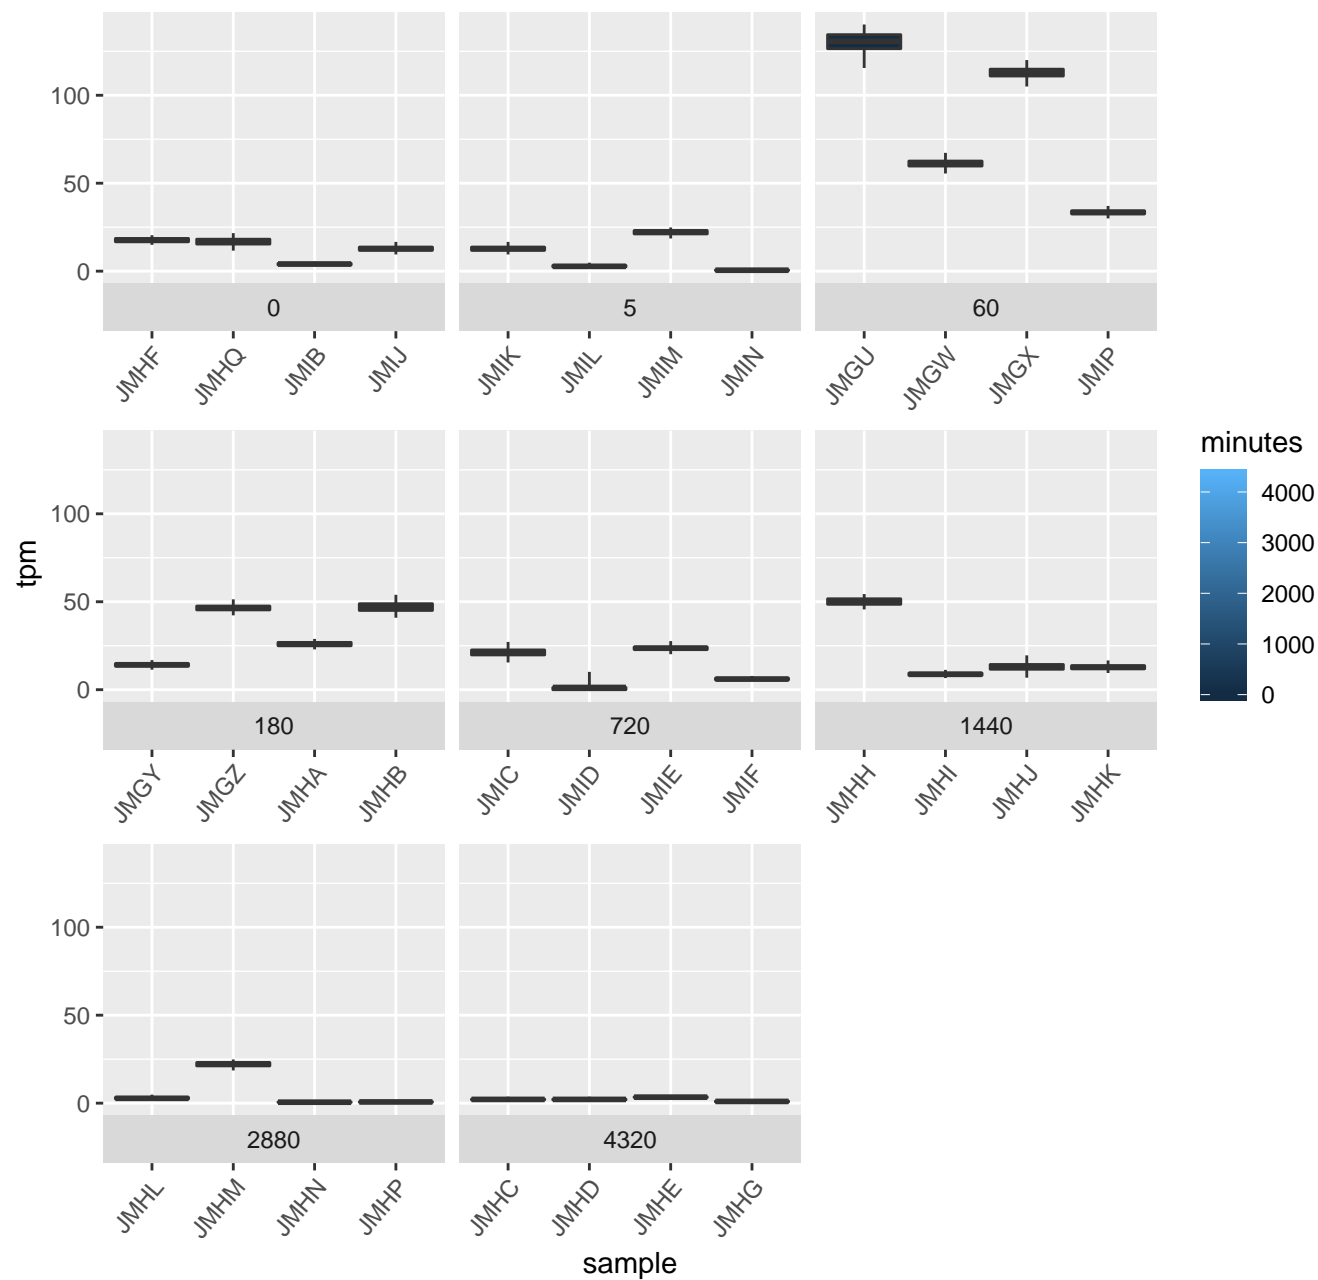 100
50
0
0
5
60
JMHF
JMHQ
JMIB
JMIJ
JMIK
JMIL
JMIM
JMIN
JMGU
JMGW
JMGX
JMIP
tpm
100
50
0
180
720
1440
JMGY
JMGZ
JMHA
JMHB
JMIC
JMID
JMIE
JMIF
JMHH
JMHI
JMHJ
JMHK
100
50
0
2880
4320
JMHL
JMHM
JMHN
JMHP
JMHC
JMHD
JMHE
JMHG
sample
minutes
4000
3000
2000
1000
0